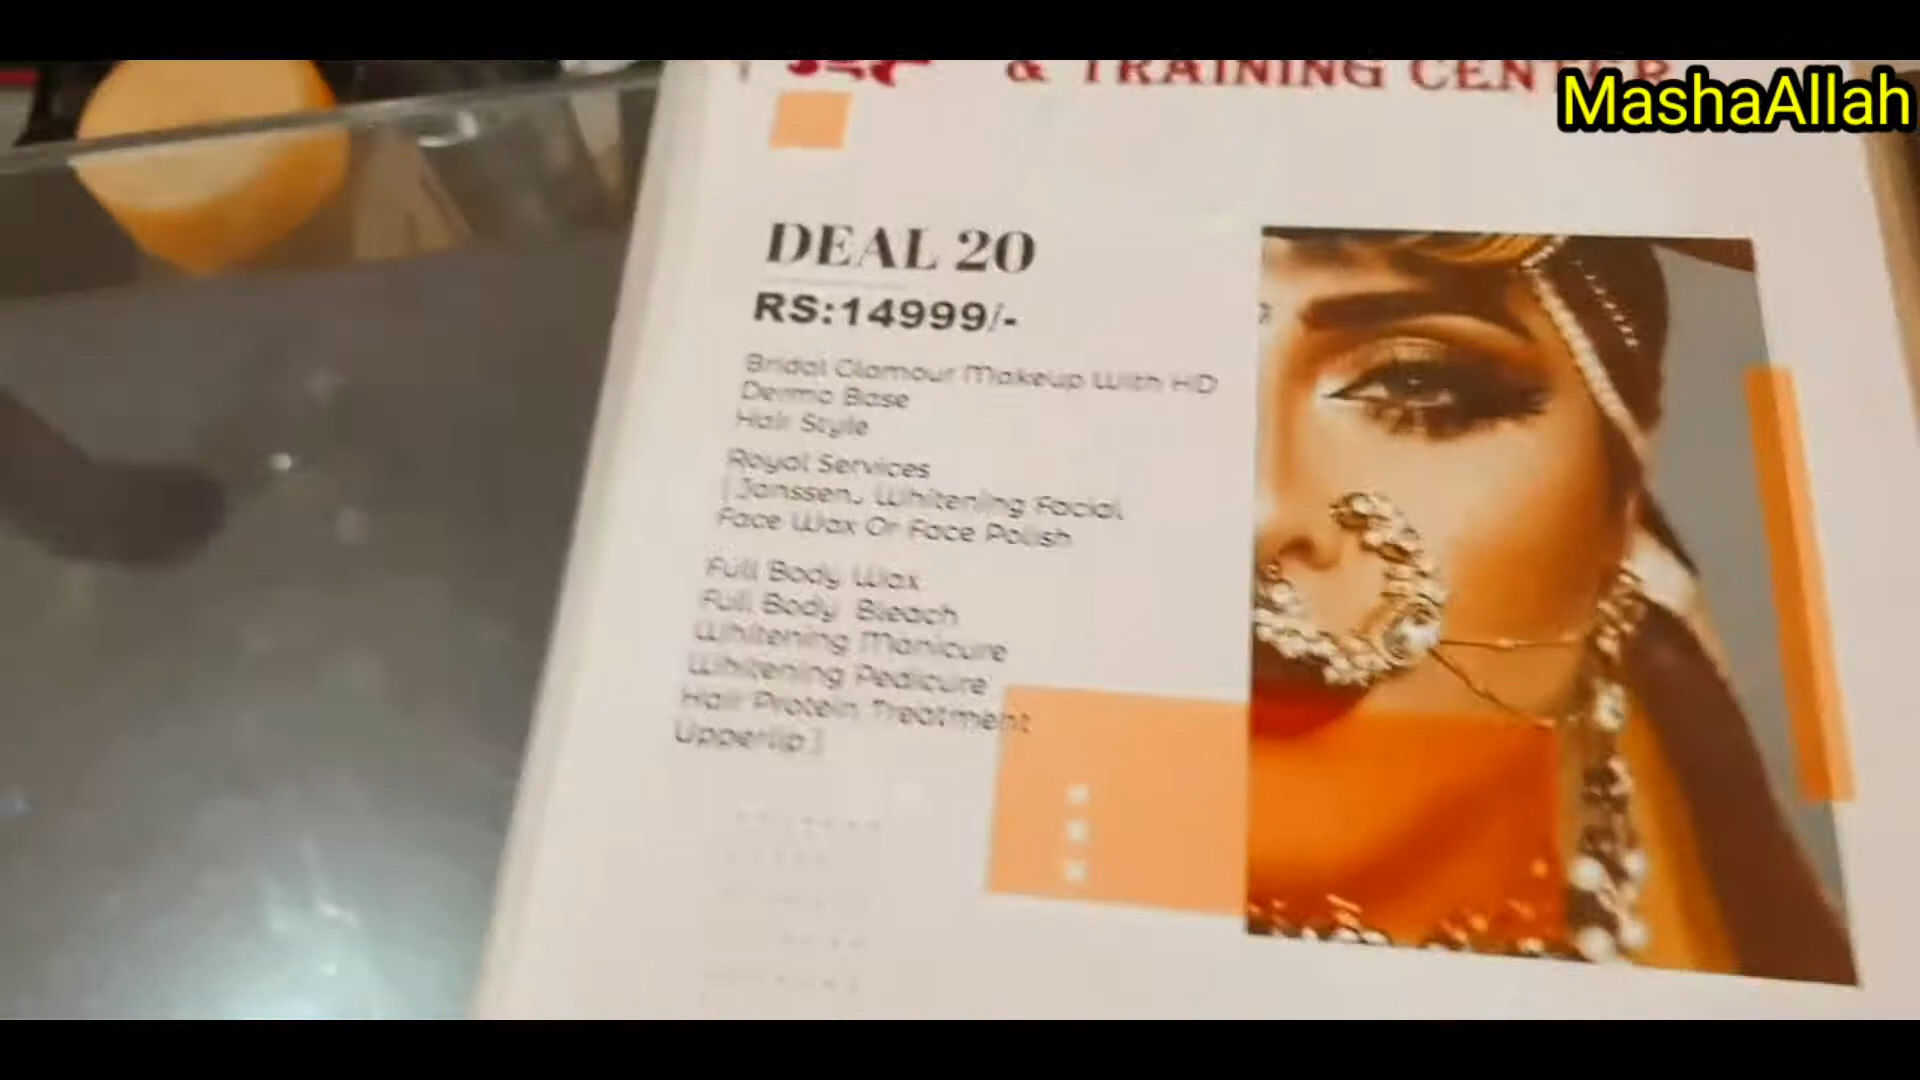 & TRAINING CENTER
MashaAllah
DEAL 20
RS:14999/-
Bridal Glamour Makeup With HD
Derma Base
Hair Style
Royal Services
[Janssen, Whitening Facial
Face Wax Or Face Polish
Full Body Wax
Full Body Bleach
Whitening Manicure
Whitening Pedicure
Hair Protein Treatment
Upperlip]